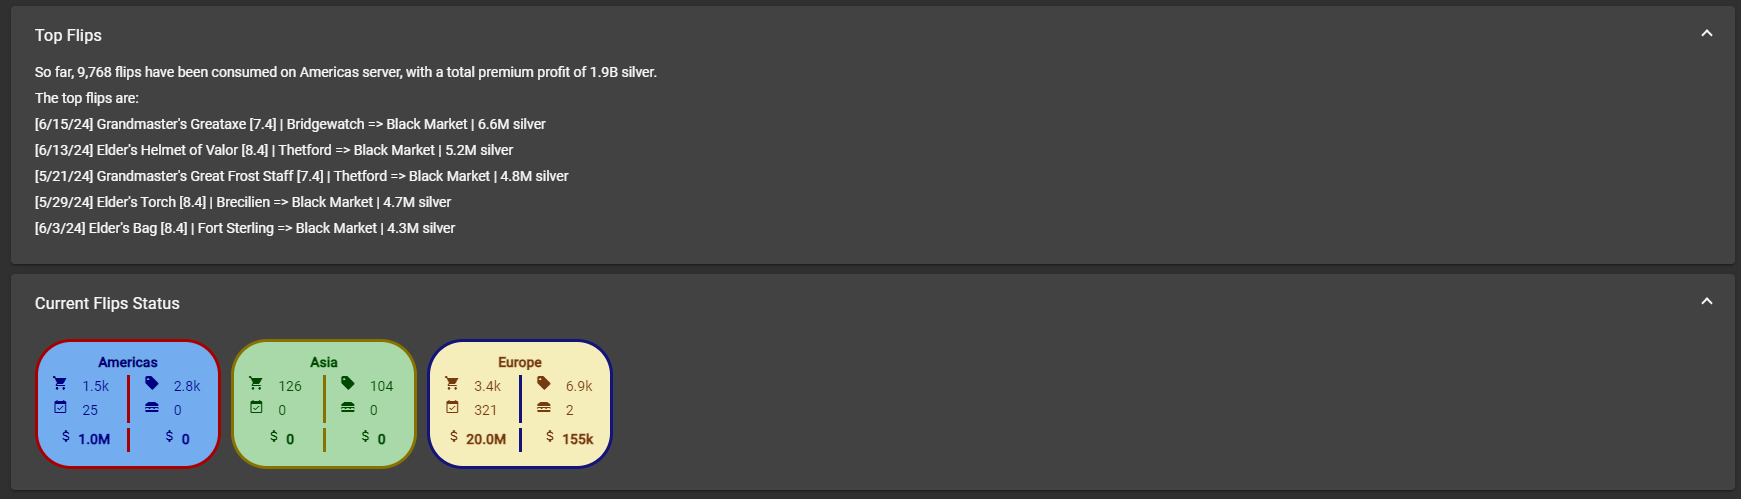 Top Flips
So far, 9,768 flips have been consumed on Americas server, with a total premium profit of 1.9B silver.
The top flips are:
[6/15/24] Grandmaster's Greataxe [7.4] | Bridgewatch => Black Market | 6.6M silver
[6/13/24] Elder's Helmet of Valor [8.4] | Thetford => Black Market | 5.2M silver
[5/21/24] Grandmaster's Great Frost Staff [7.4] | Thetford => Black Market | 4.8M silver
[5/29/24] Elder's Torch [8.4] | Brecilien => Black Market | 4.7M silver
[6/3/24] Elder's Bag [8.4] | Fort Sterling => Black Market | 4.3M silver
Current Flips Status
Americas
1.5k 2.8k
25 0
$ 1.0M $ 0
Asia
126 104
0 0
$ 0 $ 0
Europe
3.4k 6.9k
321 2
$ 20.0M $ 155k